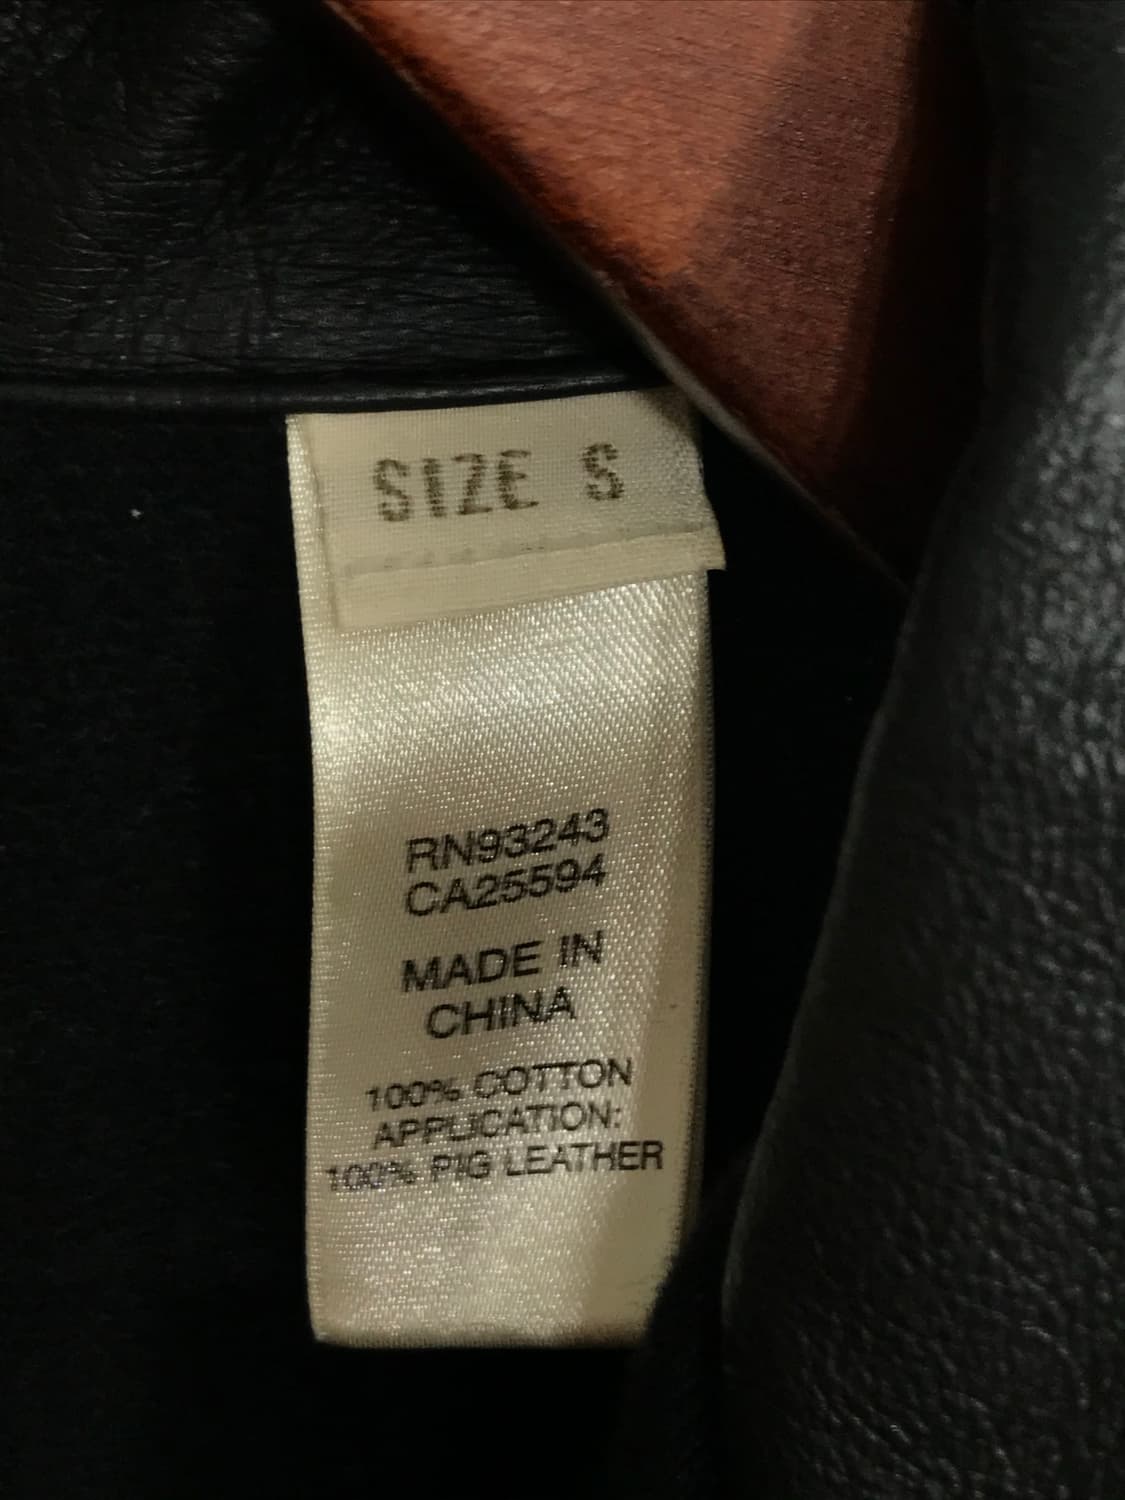 SIZE S
RN93243
CA25594
MADE IN
CHINA
100% COTTON
APPLICATION:
100% PIG LEATHER